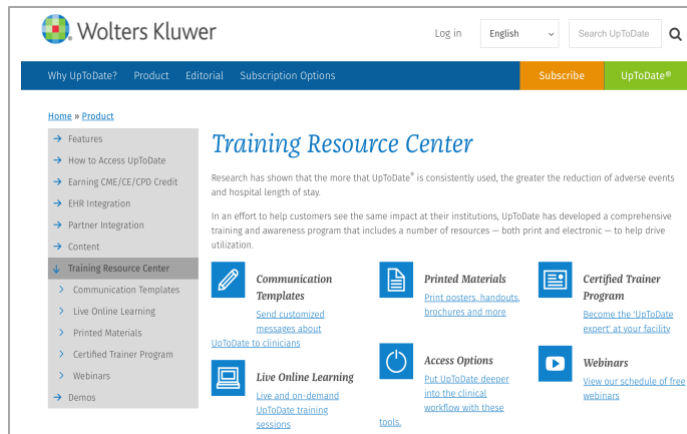 Wolters Kluwer
Log in
English
Search UpToDate
Why UpToDate? Product Editorial Subscription Options
Subscribe
UpToDate®
Home » Product
Features
How to Access UpToDate
Earning CME/CE/CPD Credit
EHR Integration
Partner Integration
Content
Training Resource Center
Communication Templates
Live Online Learning
Printed Materials
Certified Trainer Program
Webinars
Demos
Training Resource Center
Research has shown that the more that UpToDate® is consistently used, the greater the reduction of adverse events
and hospital length of stay.
In an effort to help customers see the same impact at their institutions, UpToDate has developed a comprehensive
training and awareness program that includes a number of resources — both print and electronic — to help drive
utilization.
Communication
Templates
Send customized
messages about
UpToDate to clinicians
Printed Materials
Print posters, handouts,
brochures and more
Certified Trainer
Program
Become the 'UpToDate
expert' at your facility
Live Online Learning
Live and on-demand
UpToDate training
sessions
Access Options
Put UpToDate deeper
into the clinical
workflow with these
tools.
Webinars
View our schedule of free
webinars